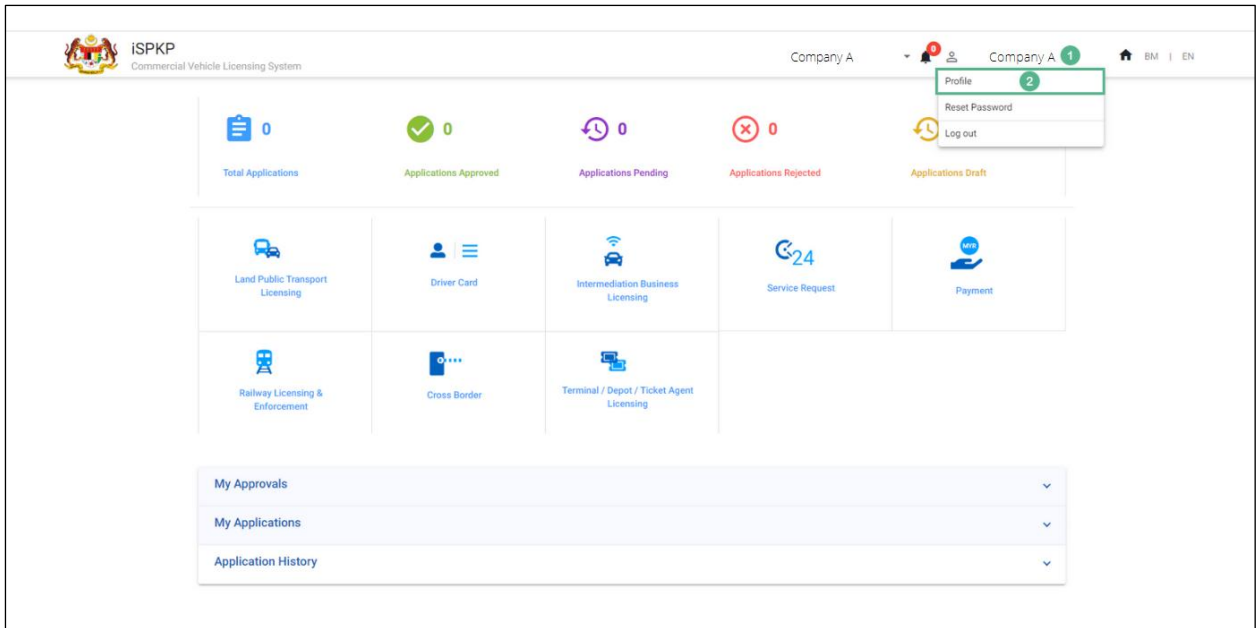 iSPKP
Commercial Vehicle Licensing System
Company A
0
Company A 1
BM | EN
Profile 2
Reset Password
Log out
0
0
0
0
Total Applications
Applications Approved
Applications Pending
Applications Rejected
Applications Draft
Land Public Transport
Licensing
Driver Card
Intermediation Business
Licensing
24
Service Request
MYR
Payment
Railway Licensing &
Enforcement
Cross Border
Terminal / Depot / Ticket Agent
Licensing
My Approvals
My Applications
Application History